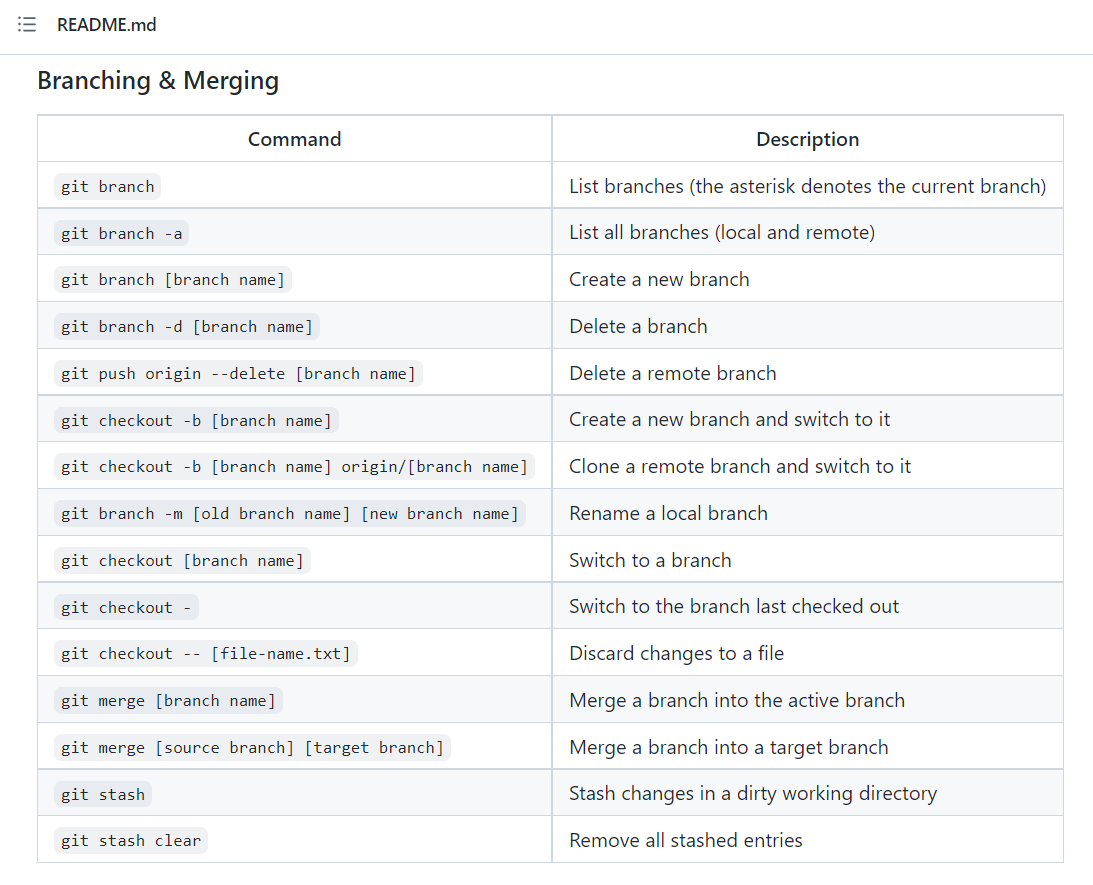 README.md
Branching & Merging
Command Description
git branch List branches (the asterisk denotes the current branch)
git branch -a List all branches (local and remote)
git branch [branch name] Create a new branch
git branch -d [branch name] Delete a branch
git push origin --delete [branch name] Delete a remote branch
git checkout -b [branch name] Create a new branch and switch to it
git checkout -b [branch name] origin/[branch name] Clone a remote branch and switch to it
git branch -m [old branch name] [new branch name] Rename a local branch
git checkout [branch name] Switch to a branch
git checkout - Switch to the branch last checked out
git checkout -- [file-name.txt] Discard changes to a file
git merge [branch name] Merge a branch into the active branch
git merge [source branch] [target branch] Merge a branch into a target branch
git stash Stash changes in a dirty working directory
git stash clear Remove all stashed entries